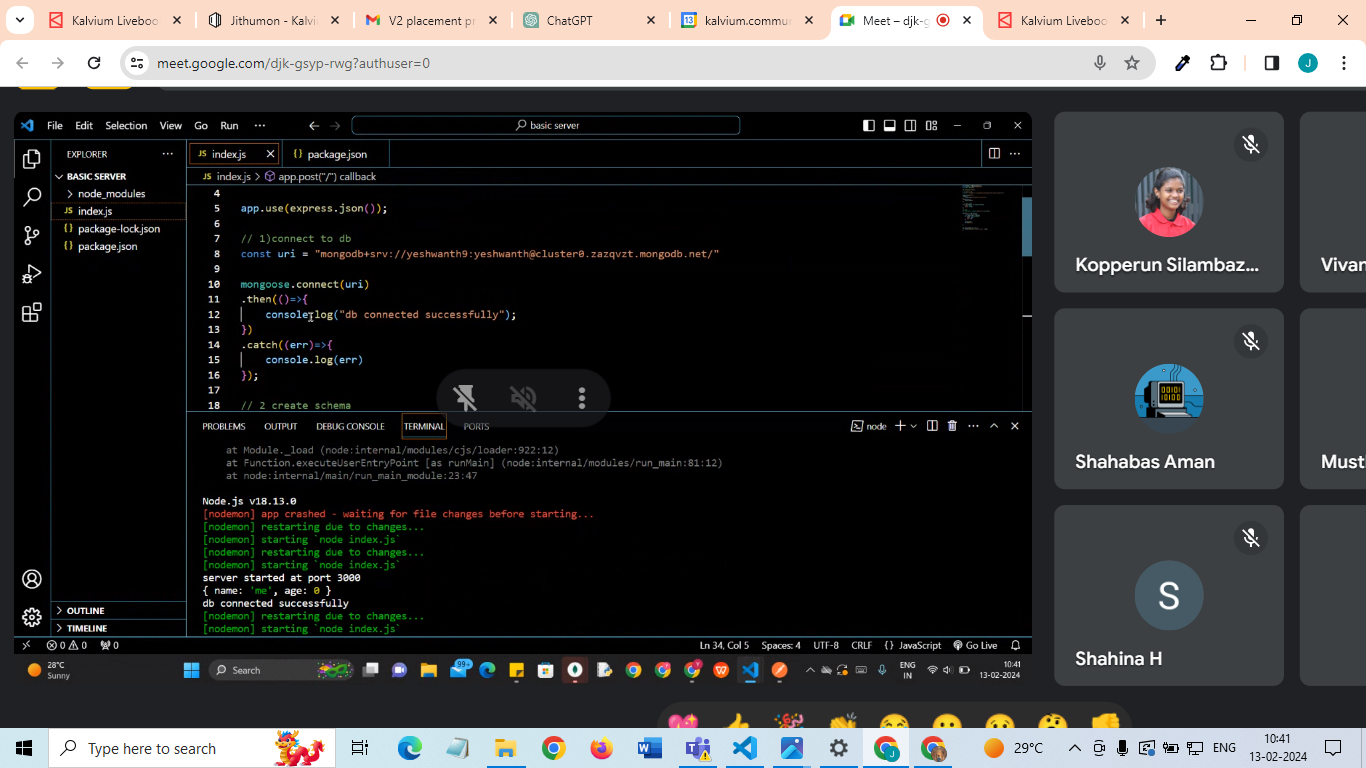 Kalvium Liveboo
Jithumon - Kalvi
V2 placement pr
ChatGPT
kalvium.commun
Meet – djk-g
Kalvium Liveboo
meet.google.com/djk-gsyp-rwg?authuser=0
J
File Edit Selection View Go Run ...
basic server
EXPLORER
BASIC SERVER
node_modules
JS index.js
{} package-lock.json
{} package.json
OUTLINE
TIMELINE
JS index.js
{} package.json
JS index.js > app.post("/") callback
4
5 app.use(express.json());
6
7 // 1)connect to db
8 const uri = "mongodb+srv://yeshwanth9:yeshwanth@cluster0.zazqvzt.mongodb.net/"
9
10 mongoose.connect(uri)
11 .then(()=>{
12 console.log("db connected successfully");
13 })
14 .catch((err)=>{
15 console.log(err)
16 });
17
18 // 2 create schema
PROBLEMS OUTPUT DEBUG CONSOLE TERMINAL PORTS
node
at Module._load (node:internal/modules/cjs/loader:922:12)
at Function.executeUserEntryPoint [as runMain] (node:internal/modules/run_main:81:12)
at node:internal/main/run_main_module:23:47
Node.js v18.13.0
[nodemon] app crashed - waiting for file changes before starting...
[nodemon] restarting due to changes...
[nodemon] starting `node index.js`
[nodemon] restarting due to changes...
[nodemon] starting `node index.js`
server started at port 3000
{ name: 'me', age: 0 }
db connected successfully
[nodemon] restarting due to changes...
[nodemon] starting `node index.js`
0 0 0
Ln 34, Col 5 Spaces: 4 UTF-8 CRLF {} JavaScript Go Live
28°C
Sunny
Search
99+
ENG
IN
10:41
13-02-2024
Kopperun Silambaz...
Vivan
Shahabas Aman
Must
S
Shahina H
Type here to search
29°C
ENG
10:41
13-02-2024